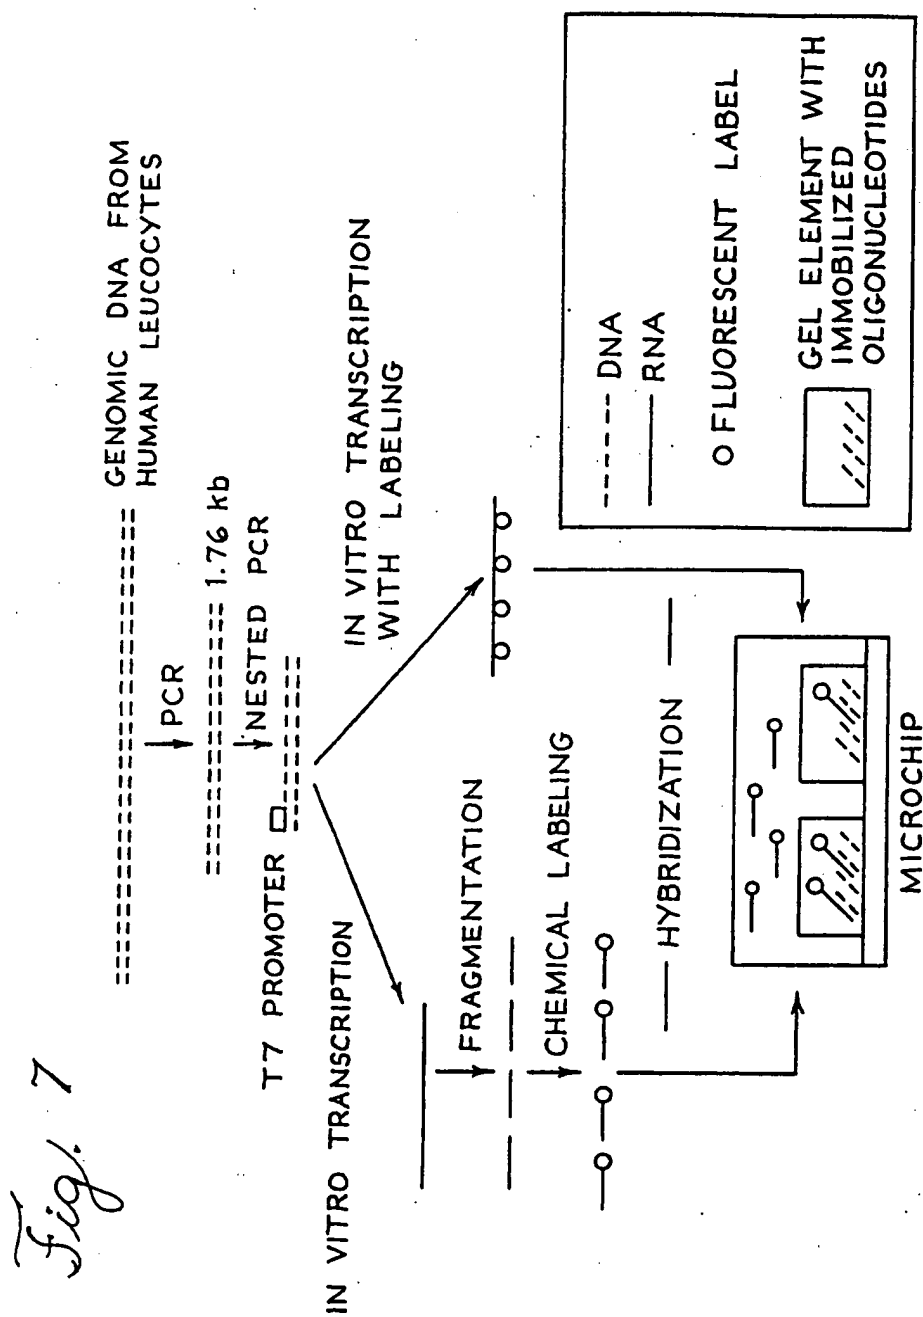 Fig. 7
GENOMIC DNA FROM
HUMAN LEUCOCYTES
PCR
1.76 kb
NESTED PCR
T7 PROMOTER
IN VITRO TRANSCRIPTION
IN VITRO TRANSCRIPTION
WITH LABELING
FRAGMENTATION
CHEMICAL LABELING
HYBRIDIZATION
MICROCHIP
DNA
RNA
FLUORESCENT LABEL
GEL ELEMENT WITH
IMMOBILIZED
OLIGONUCLEOTIDES